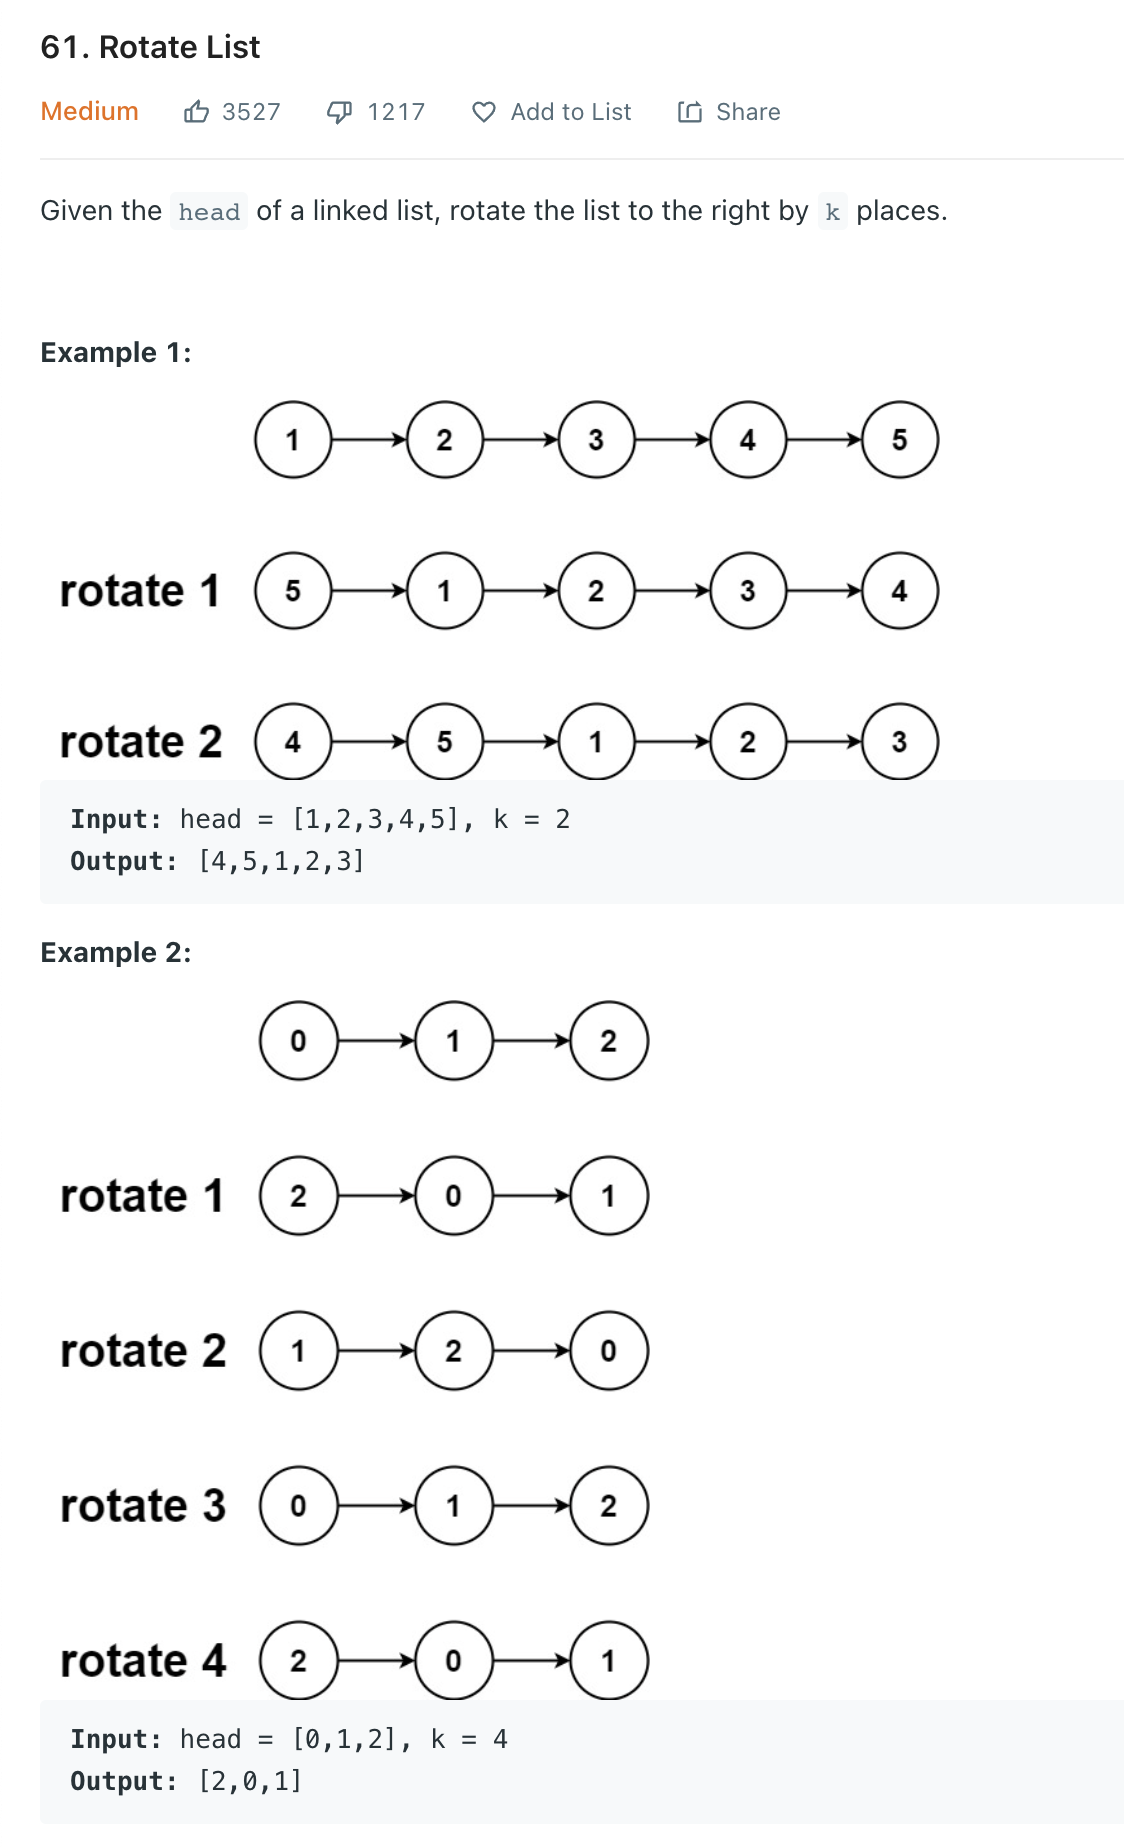 61. Rotate List
Medium 3527 1217 Add to List Share
Given the head of a linked list, rotate the list to the right by k places.
Example 1:
1 2 3 4 5
rotate 1 5 1 2 3 4
rotate 2 4 5 1 2 3
Input: head = [1,2,3,4,5], k = 2
Output: [4,5,1,2,3]
Example 2:
0 1 2
rotate 1 2 0 1
rotate 2 1 2 0
rotate 3 0 1 2
rotate 4 2 0 1
Input: head = [0,1,2], k = 4
Output: [2,0,1]